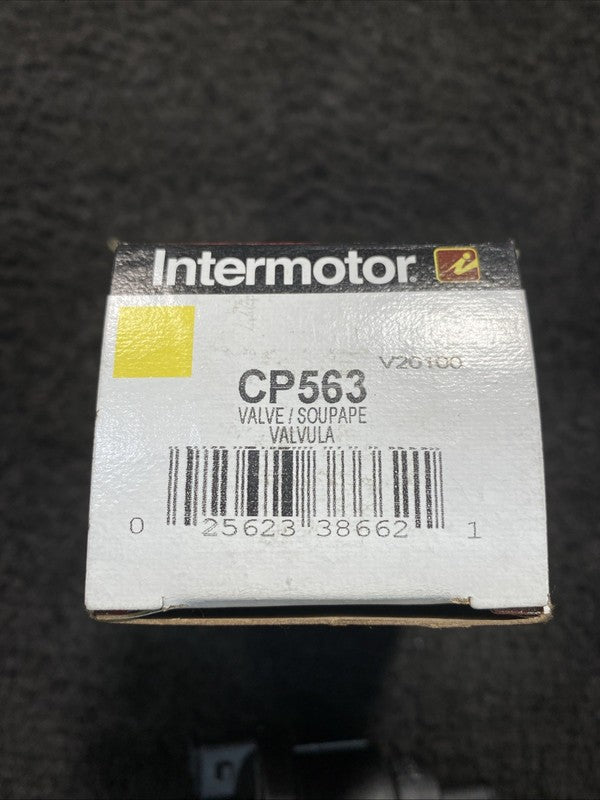 Intermotor
V20100
CP563
VALVE / SOUPAPE
VALVULA
0 25623 38662 1